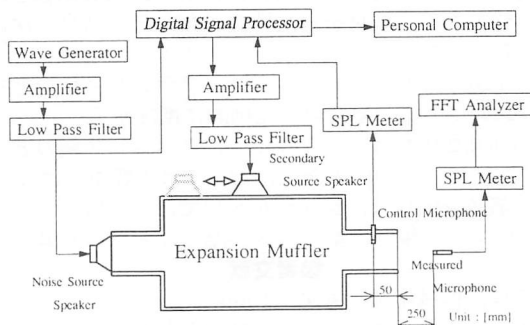 Digital Signal Processor
Personal Computer
Wave Generator
Amplifier
Amplifier
FFT Analyzer
SPL Meter
Low Pass Filter
Low Pass Filter
Secondary
Source Speaker
SPL Meter
Control Microphone
Expansion Muffler
Measured
Microphone
Noise Source
Speaker
50
250
Unit : [mm]